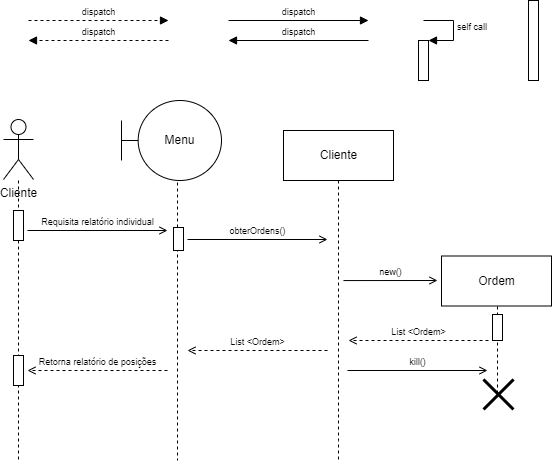 dispatch
dispatch
self call
dispatch
dispatch
Menu
Cliente
Cliente
Requisita relatório individual
obterOrdens()
new()
Ordem
List <Ordem>
List <Ordem>
Retorna relatório de posições
kill()